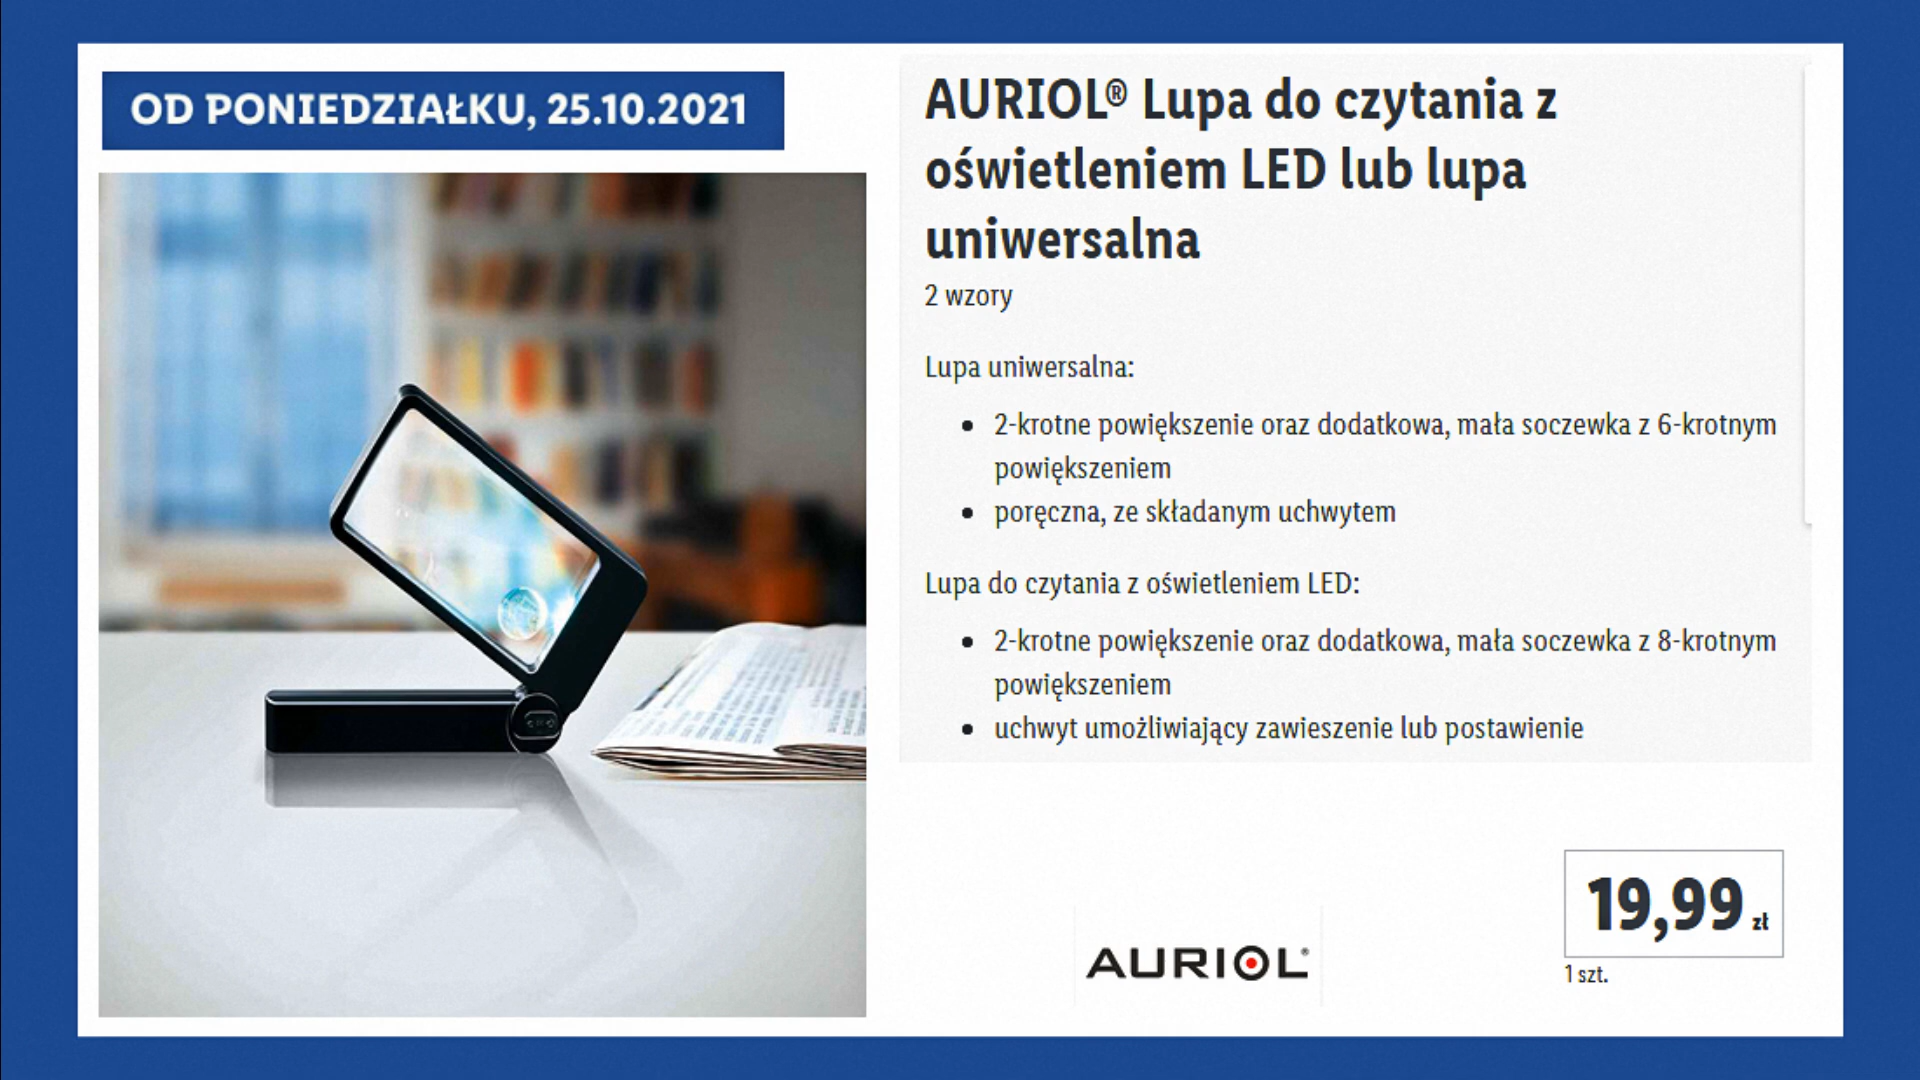 OD PONIEDZIAŁKU, 25.10.2021
AURIOL® Lupa do czytania z
oświetleniem LED lub lupa
uniwersalna
2 wzory
Lupa uniwersalna:
• 2-krotne powiększenie oraz dodatkowa, mała soczewka z 6-krotnym
powiększeniem
• poręczna, ze składanym uchwytem
Lupa do czytania z oświetleniem LED:
• 2-krotne powiększenie oraz dodatkowa, mała soczewka z 8-krotnym
powiększeniem
• uchwyt umożliwiający zawieszenie lub postawienie
19,99 zł
1 szt.
AURIOL®